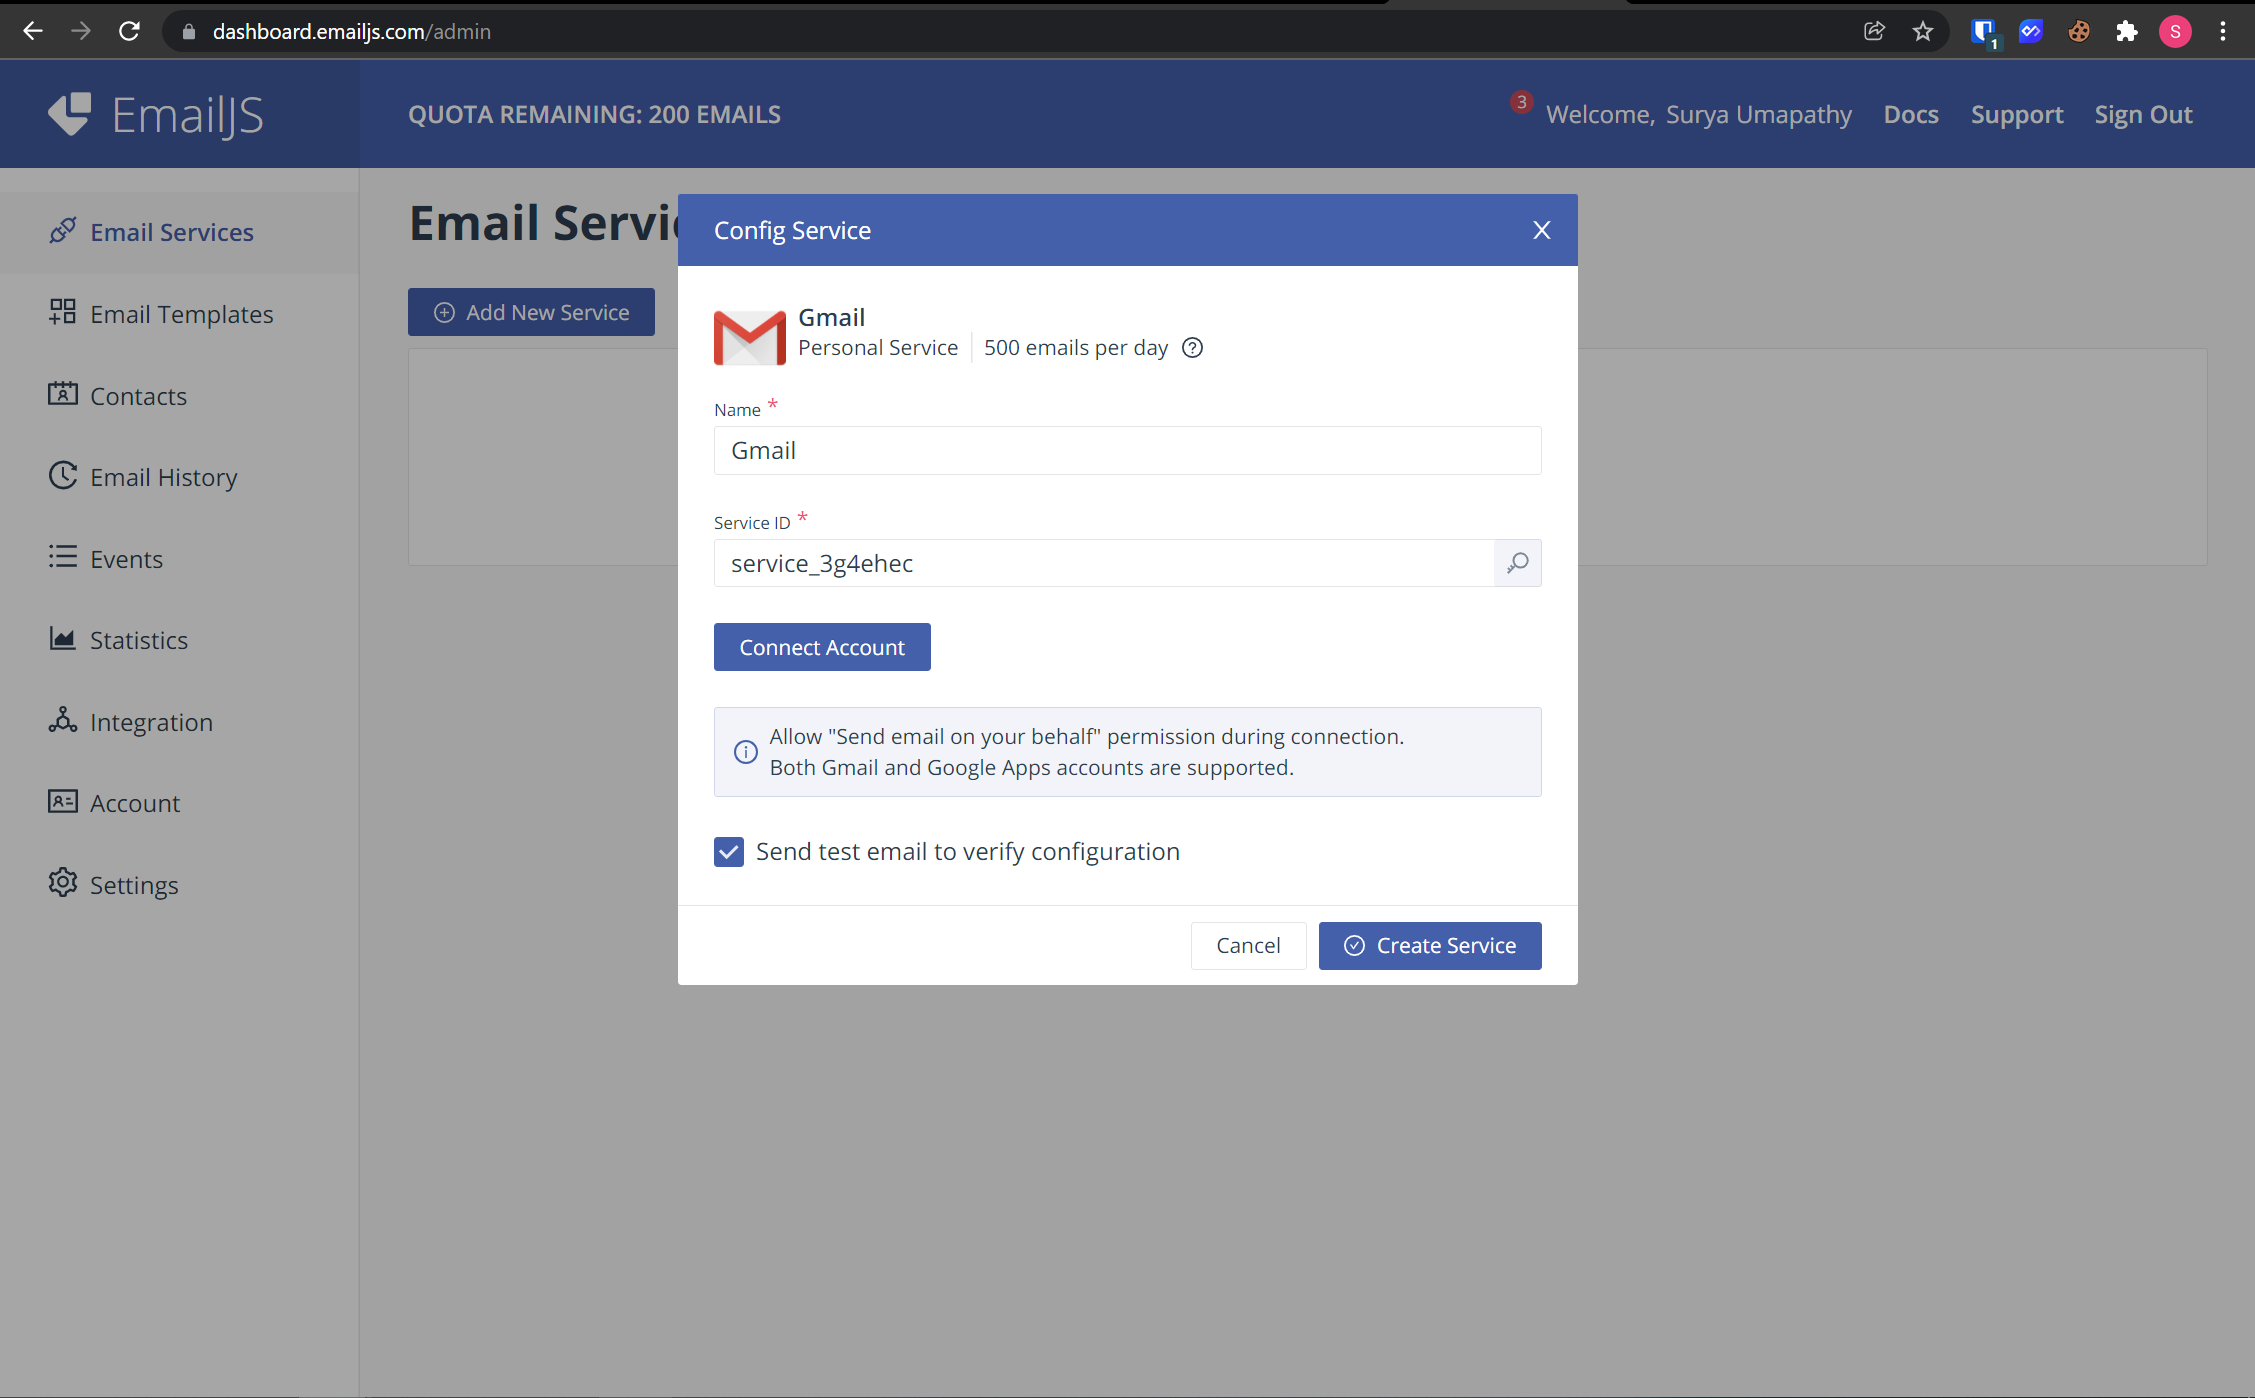 dashboard.emailjs.com/admin
1
S
EmailJS
QUOTA REMAINING: 200 EMAILS
3
Welcome, Surya Umapathy
Docs
Support
Sign Out
Email Services
Email Templates
Contacts
Email History
Events
Statistics
Integration
Account
Settings
Email Servic
Add New Service
Config Service
X
Gmail
Personal Service
500 emails per day
Name *
Gmail
Service ID *
service_3g4ehec
Connect Account
Allow "Send email on your behalf" permission during connection.
Both Gmail and Google Apps accounts are supported.
Send test email to verify configuration
Cancel
Create Service